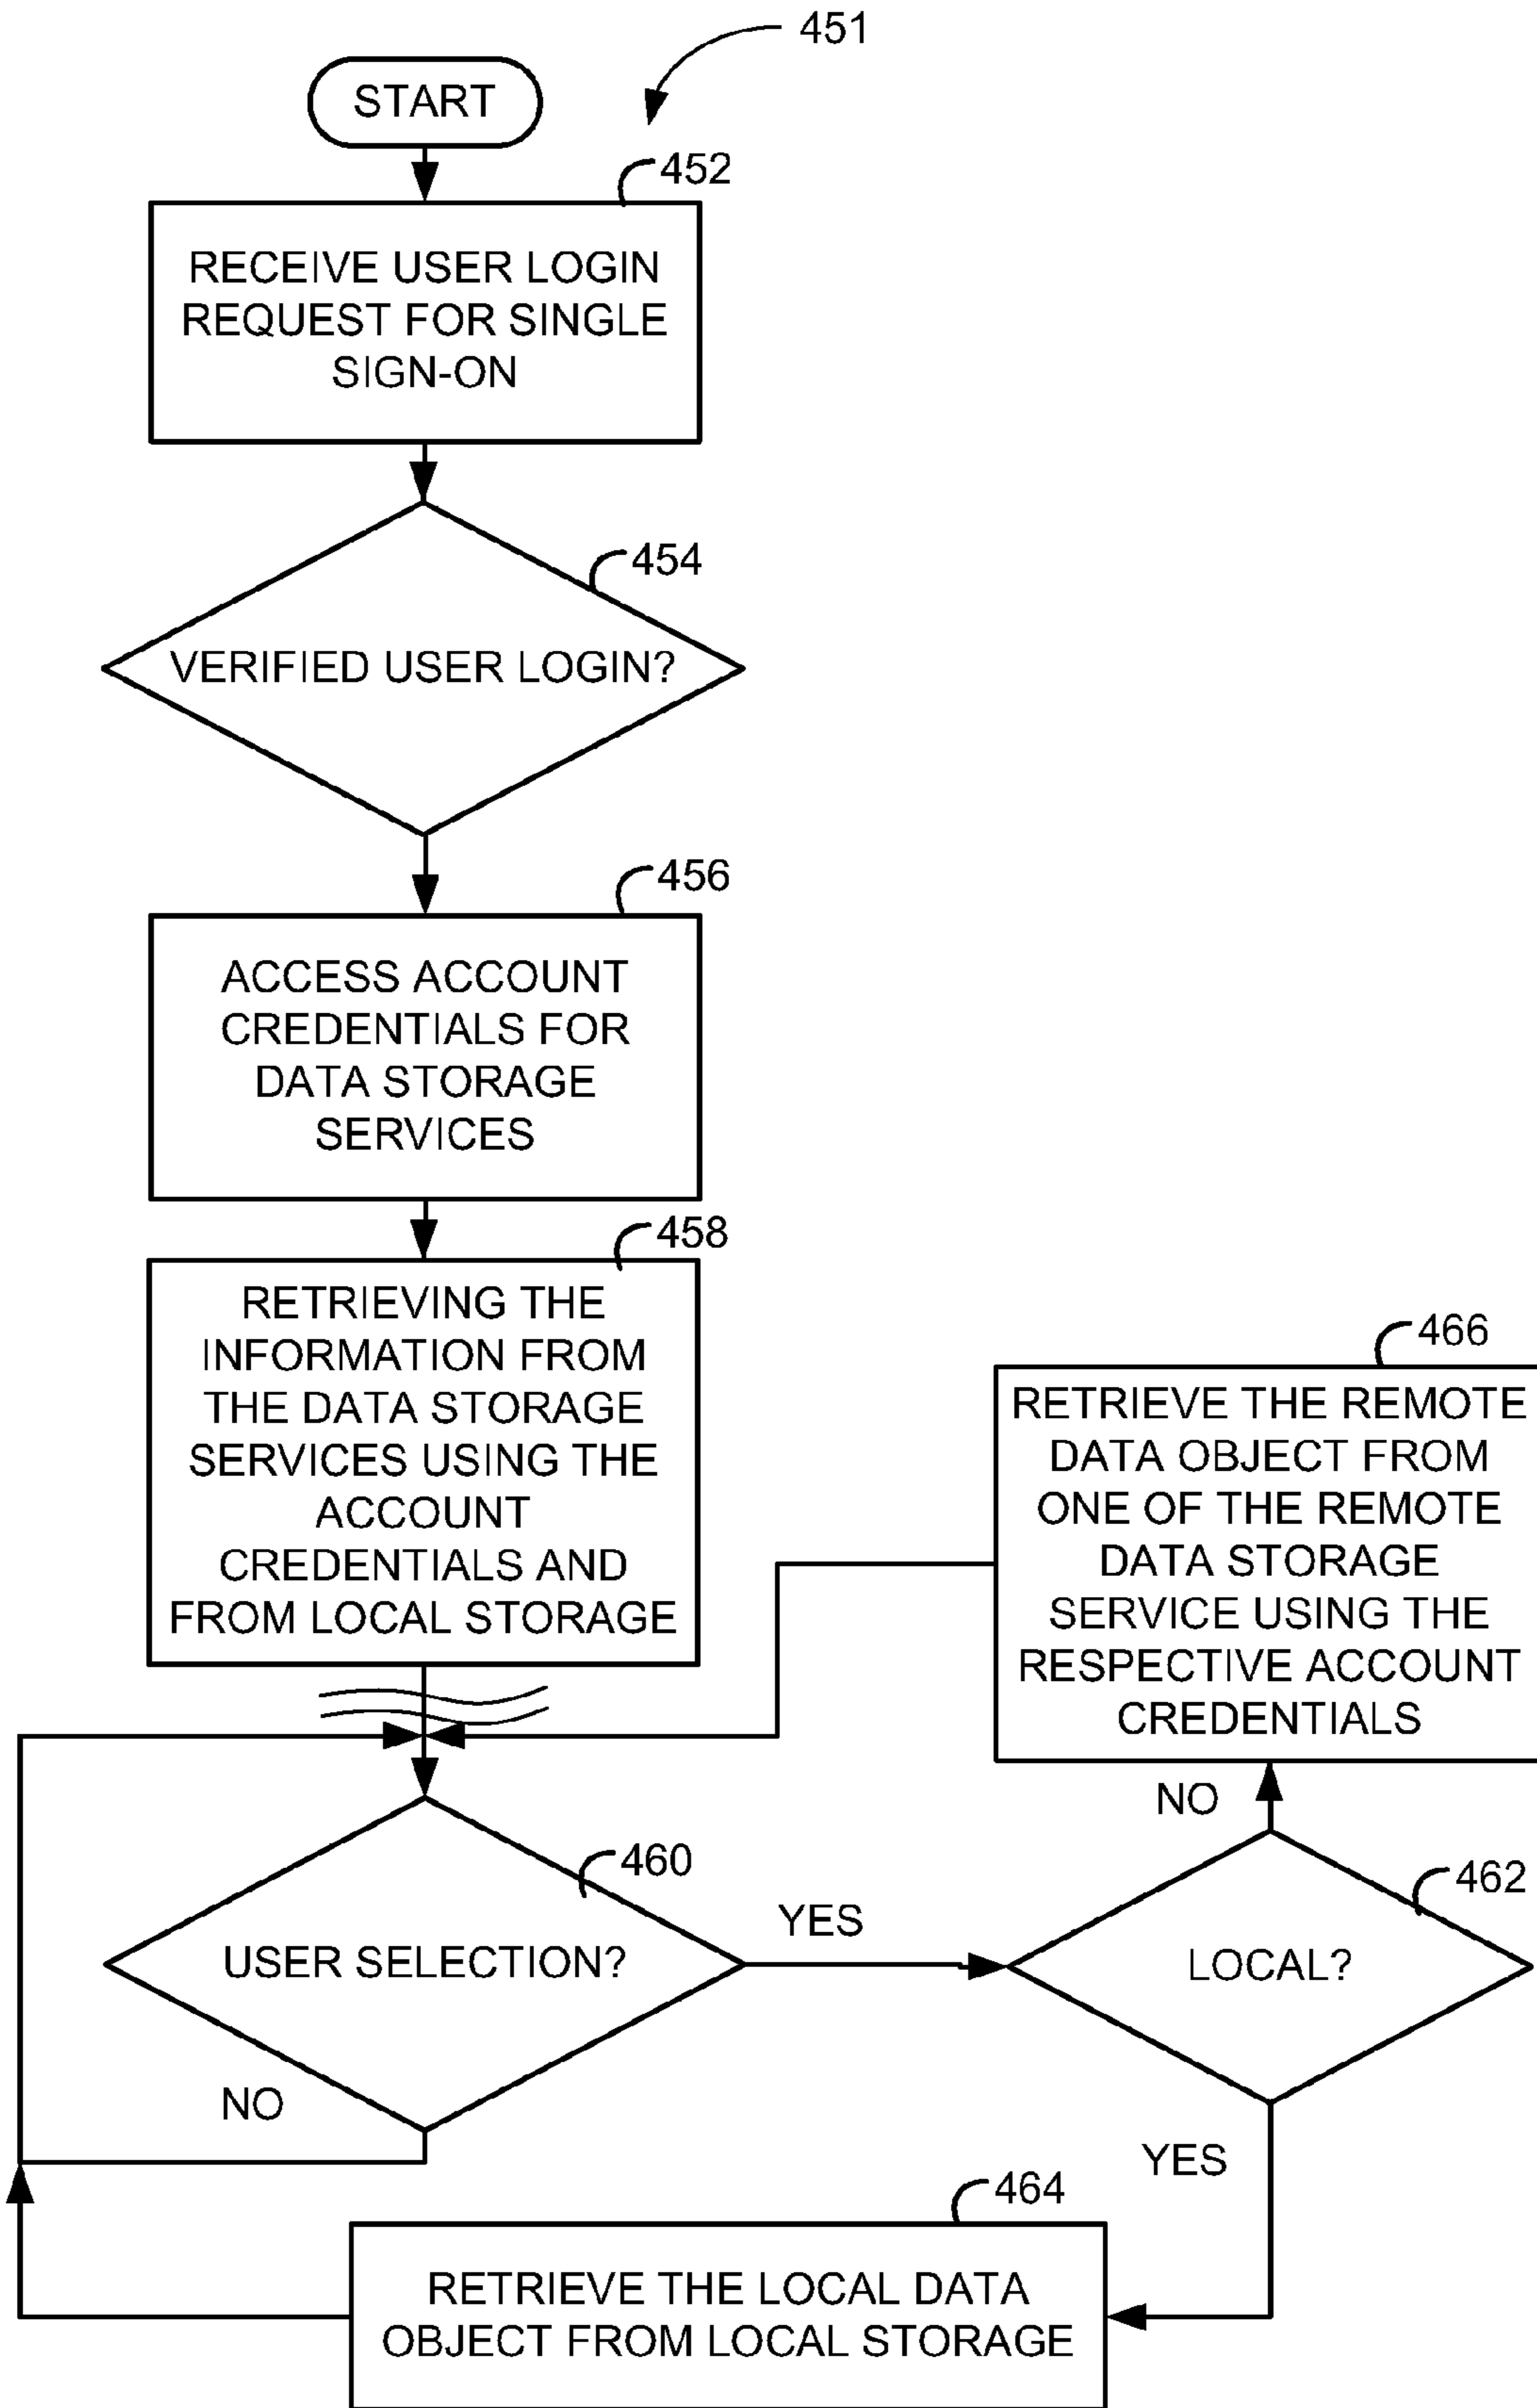 451
START
452
RECEIVE USER LOGIN
REQUEST FOR SINGLE
SIGN-ON
454
VERIFIED USER LOGIN?
456
ACCESS ACCOUNT
CREDENTIALS FOR
DATA STORAGE
SERVICES
458
RETRIEVING THE
INFORMATION FROM
THE DATA STORAGE
SERVICES USING THE
ACCOUNT
CREDENTIALS AND
FROM LOCAL STORAGE
466
RETRIEVE THE REMOTE
DATA OBJECT FROM
ONE OF THE REMOTE
DATA STORAGE
SERVICE USING THE
RESPECTIVE ACCOUNT
CREDENTIALS
NO
460
USER SELECTION?
YES
462
LOCAL?
NO
YES
464
RETRIEVE THE LOCAL DATA
OBJECT FROM LOCAL STORAGE